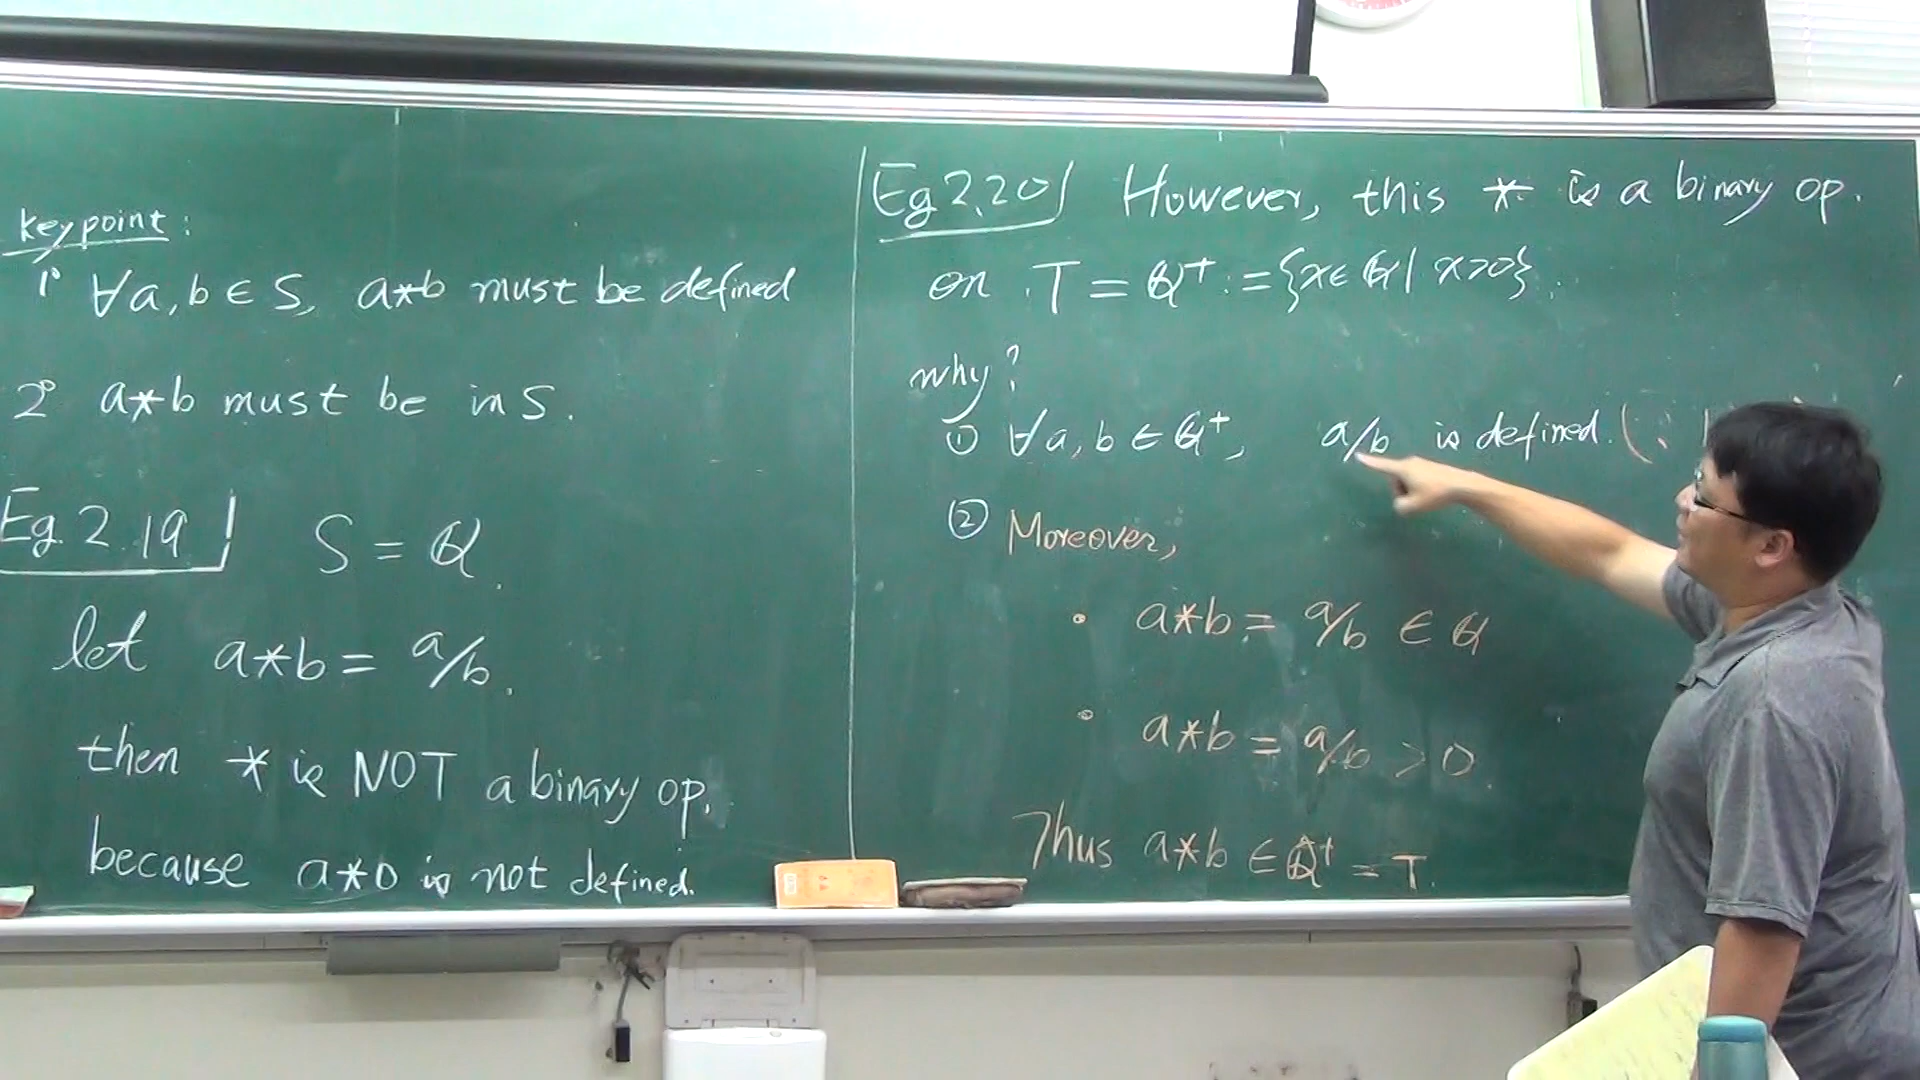 key point:
1° ∀a, b ∈ S, a*b must be defined
2° a*b must be in S.
Eg. 2.19 S = Q.
let a*b = a/b.
then * is NOT a binary op.
because a*0 is not defined.
Eg 2.20 However, this * is a binary op.
on T = Q⁺ := {x ∈ Q | x>0}.
why?
① ∀a, b ∈ Q⁺, a/b is defined. (
② Moreover,
• a*b = a/b ∈ Q
• a*b = a/b > 0
Thus a*b ∈ Q⁺ = T.